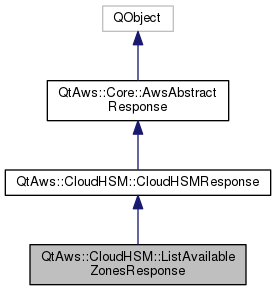 QObject
QtAws::Core::AwsAbstract
Response
QtAws::CloudHSM::CloudHSMResponse
QtAws::CloudHSM::ListAvailable
ZonesResponse